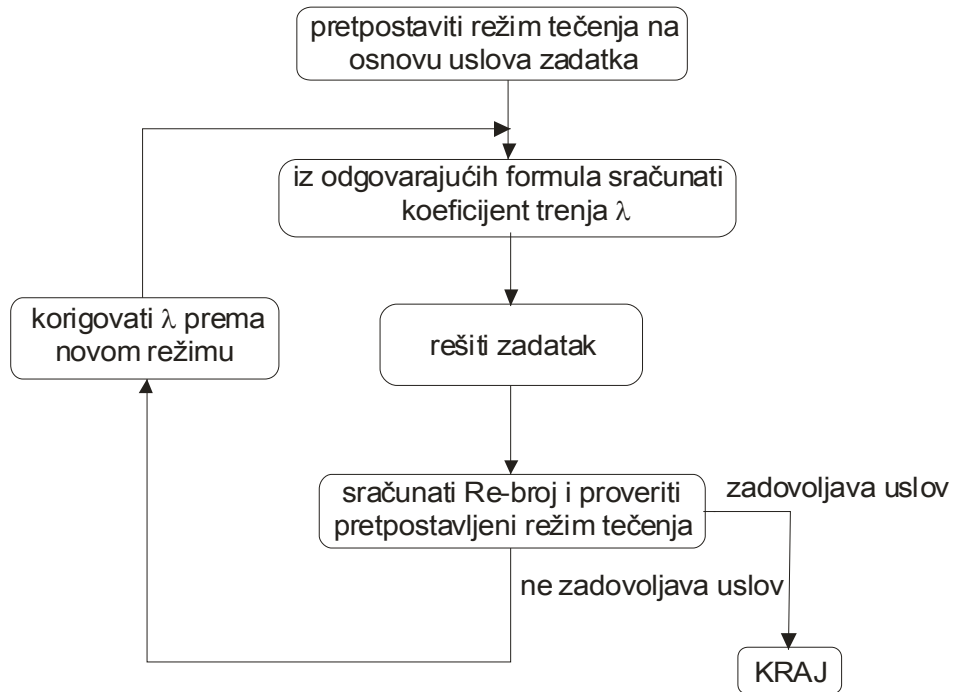 pretpostaviti režim tečenja na
osnovu uslova zadatka
iz odgovarajućih formula sračunati
koeficijent trenja λ
korigovati λ prema
novom režimu
rešiti zadatak
sračunati Re-broj i proveriti
pretpostavljeni režim tečenja
zadovoljava uslov
ne zadovoljava uslov
KRAJ